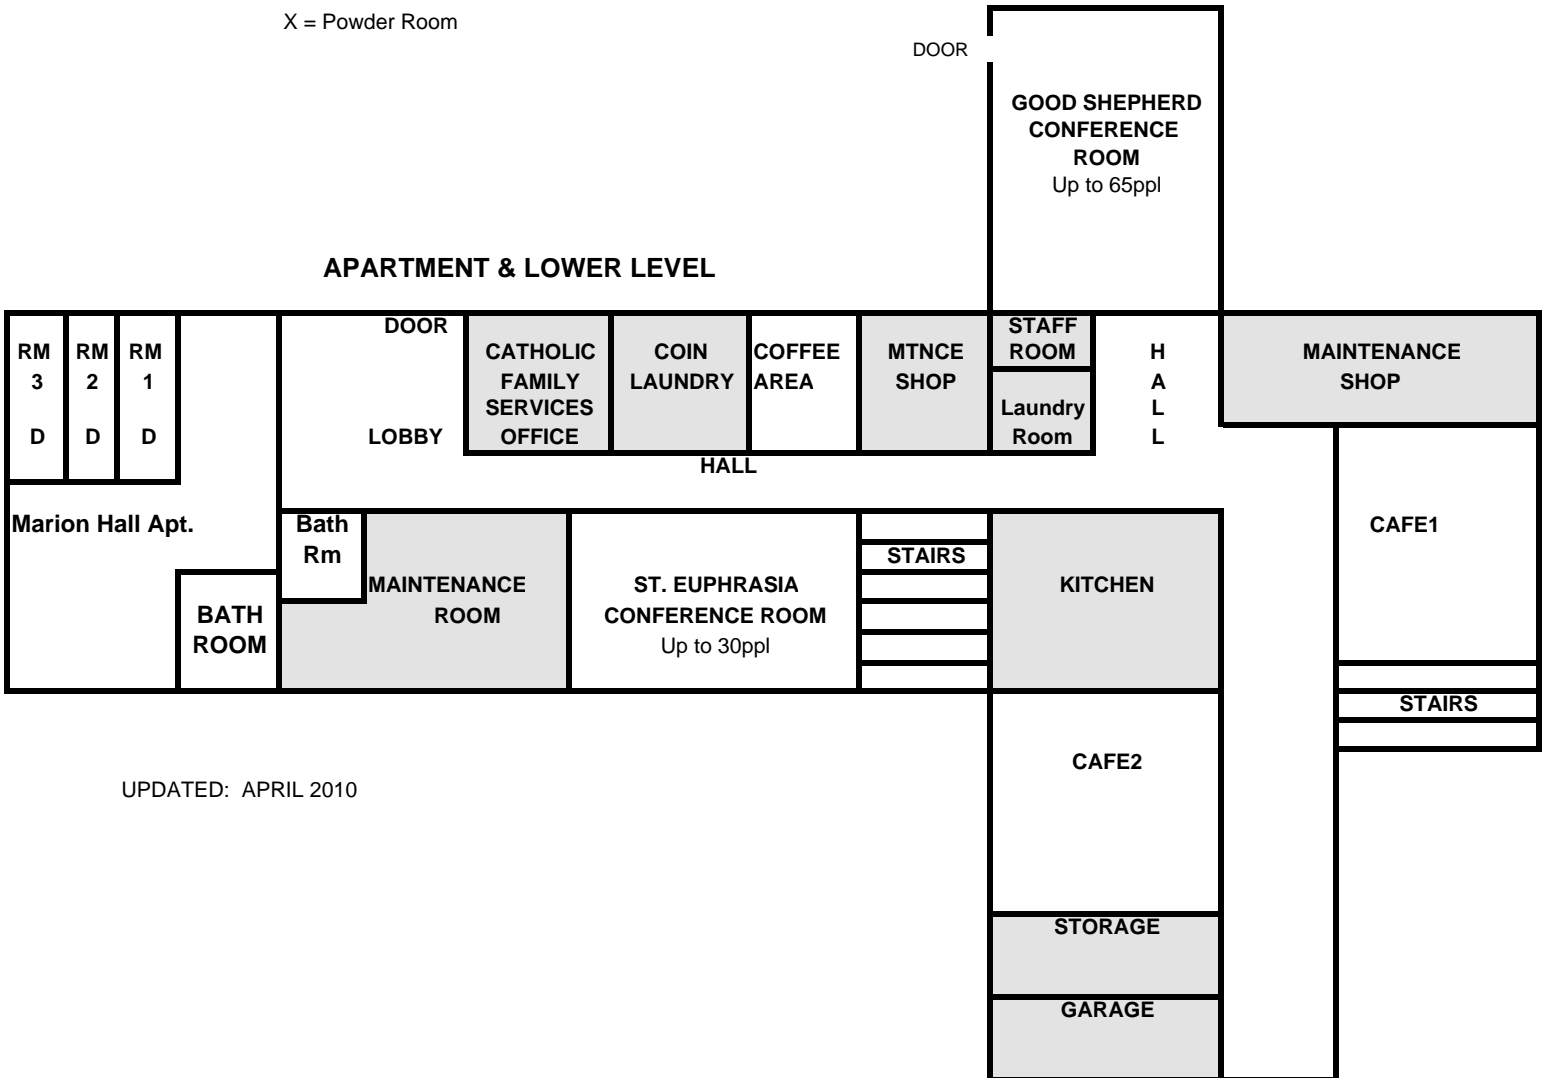 X = Powder Room
DOOR
GOOD SHEPHERD
CONFERENCE
ROOM
Up to 65ppl
APARTMENT & LOWER LEVEL
RM
3
D
RM
2
D
RM
1
D
DOOR
LOBBY
CATHOLIC
FAMILY
SERVICES
OFFICE
COIN
LAUNDRY
COFFEE
AREA
MTNCE
SHOP
STAFF
ROOM
Laundry
Room
H
A
L
L
MAINTENANCE
SHOP
HALL
Marion Hall Apt.
BATH
ROOM
Bath
Rm
MAINTENANCE
ROOM
ST. EUPHRASIA
CONFERENCE ROOM
Up to 30ppl
STAIRS
KITCHEN
CAFE1
STAIRS
CAFE2
UPDATED:  APRIL 2010
STORAGE
GARAGE